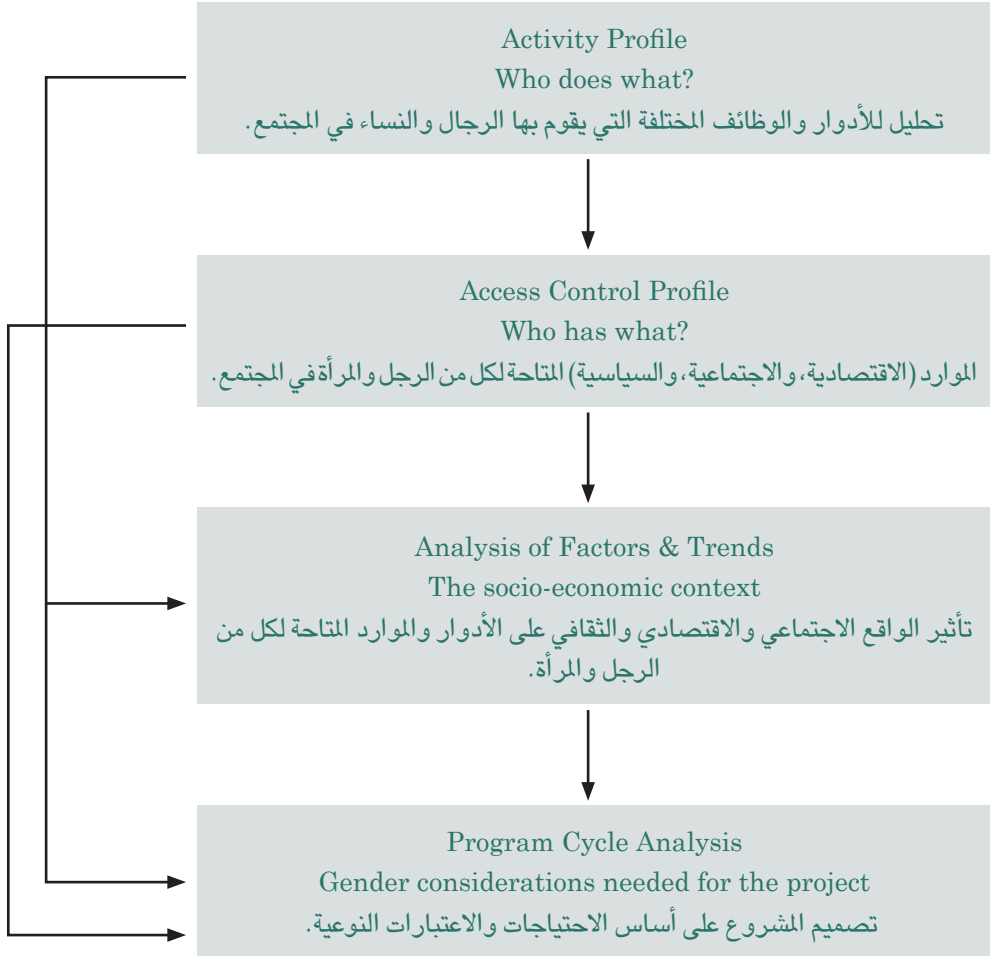 Activity Profile
Who does what?
تحليل للأدوار والوظائف المختلفة التي يقوم بها الرجال والنساء في المجتمع.
Access Control Profile
Who has what?
الموارد (الاقتصادية، والاجتماعية، والسياسية) المتاحة لكل من الرجل والمرأة في المجتمع.
Analysis of Factors & Trends
The socio-economic context
تأثير الواقع الاجتماعي والاقتصادي والثقافي على الأدوار والموارد المتاحة لكل من
الرجل والمرأة.
Program Cycle Analysis
Gender considerations needed for the project
تصميم المشروع على أساس الاحتياجات والاعتبارات النوعية.